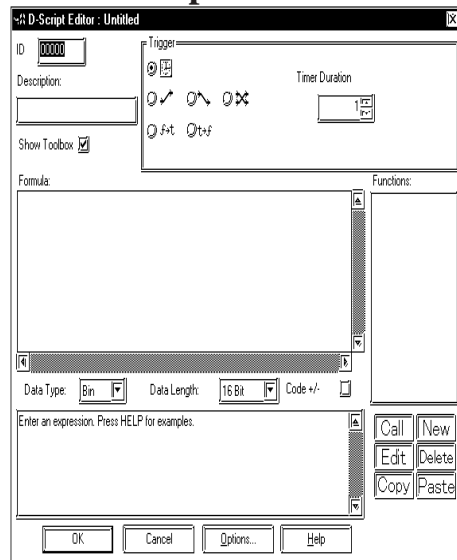 D-Script Editor : Untitled
ID 00000
Trigger
Description:
Timer Duration
1
f→t
t→f
Show Toolbox
Formula:
Functions:
Data Type: Bin Data Length: 16 Bit Code +/-
Enter an expression. Press HELP for examples.
Call New
Edit Delete
Copy Paste
OK Cancel Options... Help